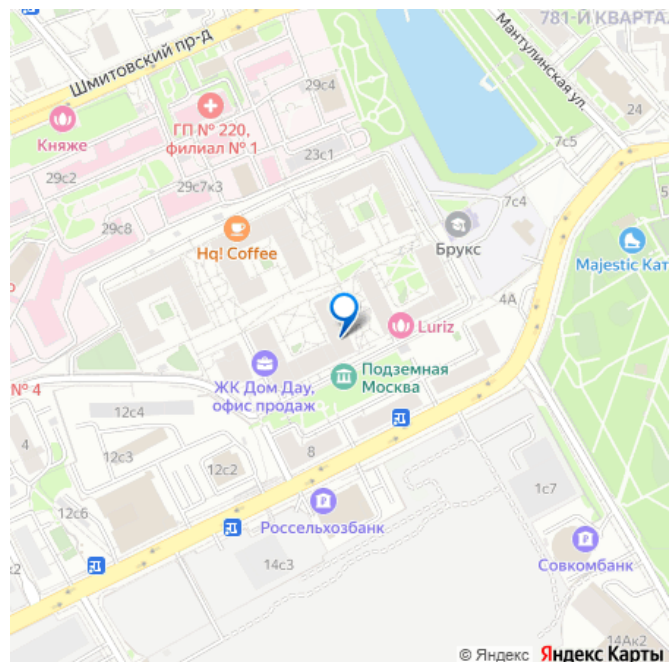 781-Й КВАРТА
Шмитовский пр-д
Мантулинская ул.
29с4
24
Княже
ГП № 220,
филиал № 1
23с1
7с5
29с2
29с7к3
7с4
29с8
Брукс
Hq! Coffee
Majestic Кат
4А
Luriz
Подземная
Москва
ЖК Дом Дау,
офис продаж
№ 4
12с4
4
12с3
8
12с2
1с7
12с6
Россельхозбанк
14с3
Совкомбанк
14Ак2
© Яндекс Яндекс Карты